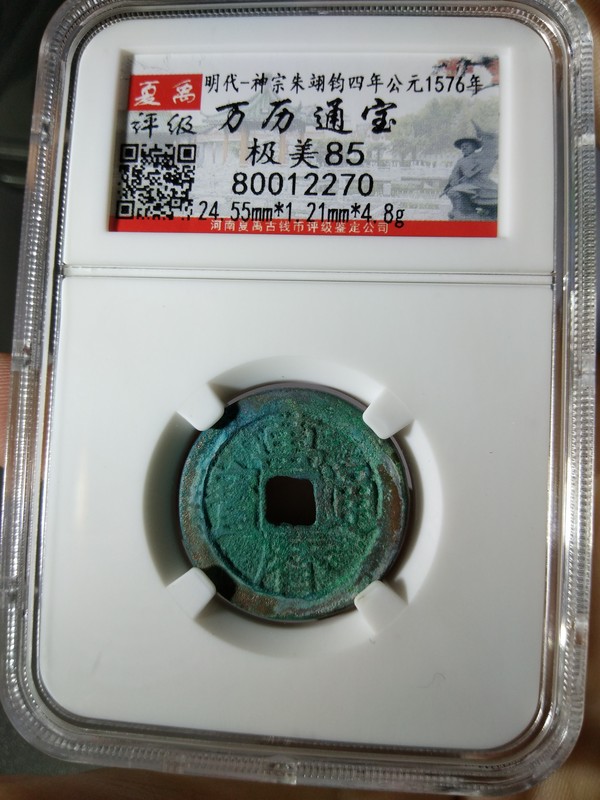 夏禹
评级
明代-神宗朱翊钧四年公元1576年
万历通宝
极美85
80012270
24.55mm*1.21mm*4.8g
河南夏禹古钱币评级鉴定公司